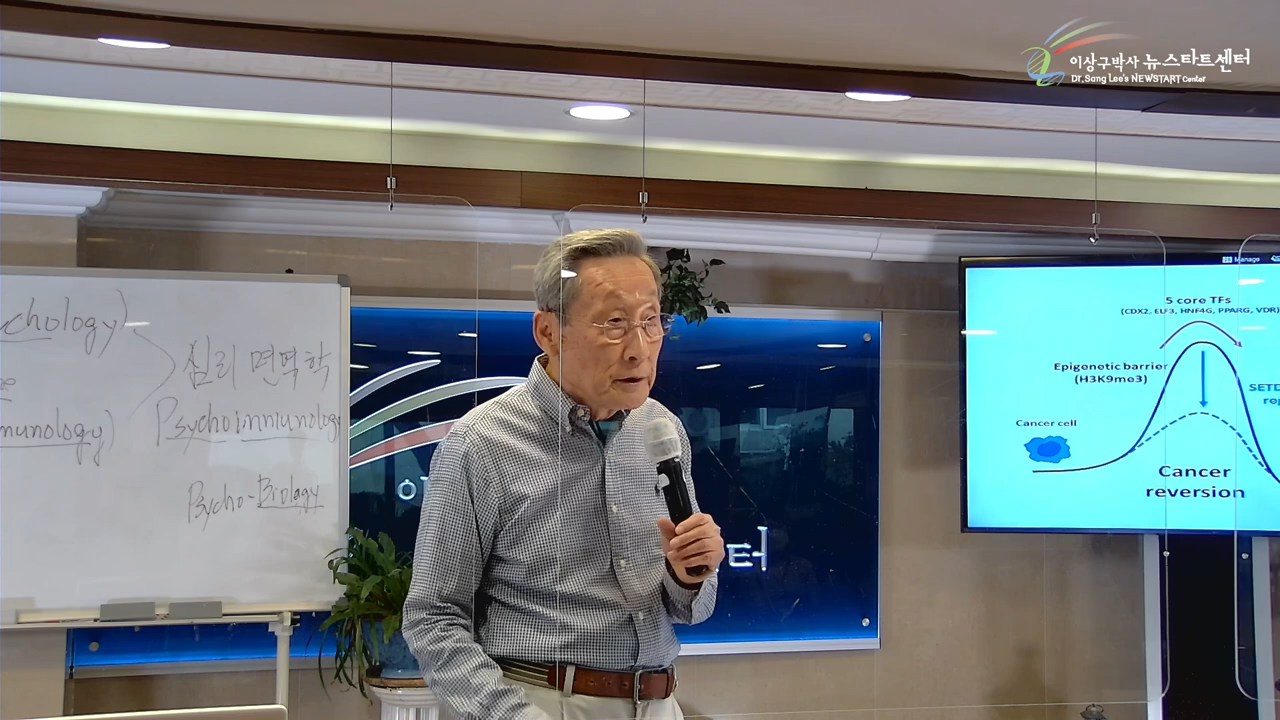 이상구박사 뉴스타트센터
Dr. Sang Lee's NEWSTART Center
chology)
심리 면역학
munology)
Psychoimmunology
Psycho-Biology
터
Manage
5 core TFs
(CDX2, ELF3, HNF4G, PPARG, VDR)
Epigenetic barrier
(H3K9me3)
SETD
rep
Cancer cell
Cancer
reversion